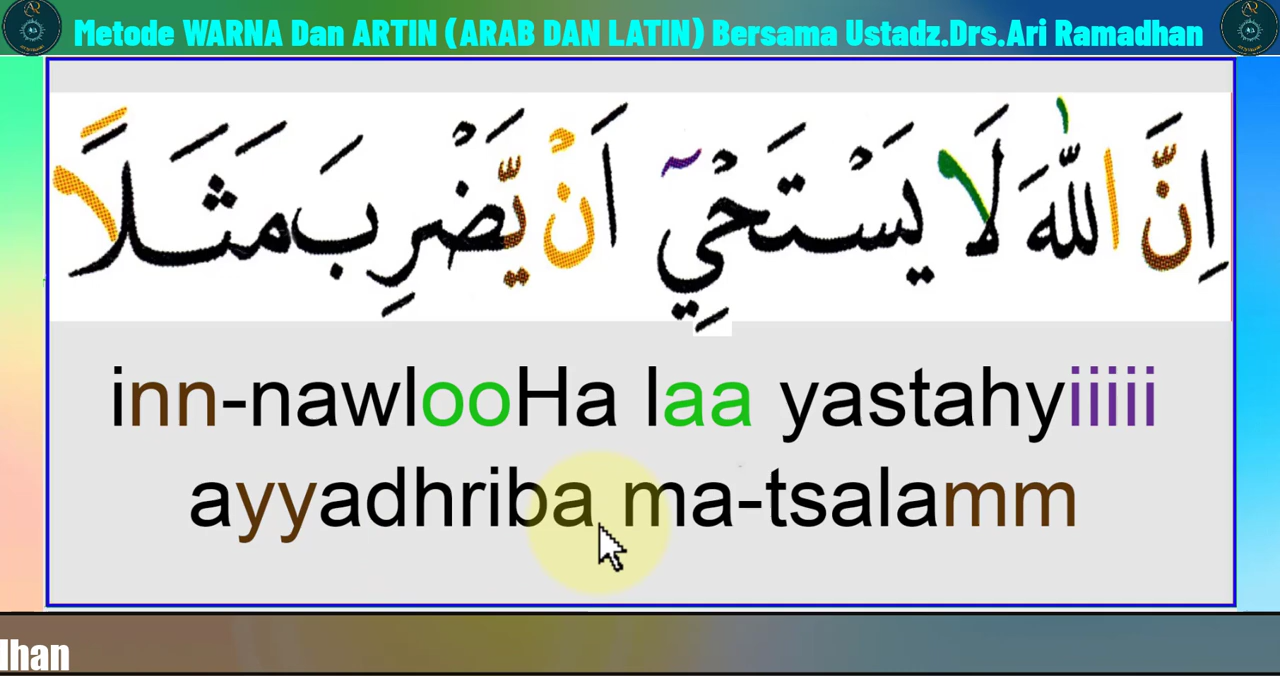 Metode WARNA Dan ARTIN (ARAB DAN LATIN) Bersama Ustadz.Drs.Ari Ramadhan
اِنَّ اللّٰهَ لَا يَسْتَحْيٖٓ اَنْ يَّضْرِبَ مَثَلًا
inn-nawlooHa laa yastahyiiiii
ayyadhriba ma-tsalamm
dhan